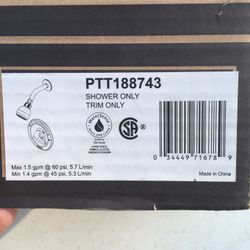 PTT188743
SHOWER ONLY
TRIM ONLY
WaterSense
Max 1.5 gpm @ 80 psi, 5.7 L/min
Min 1.4 gpm @ 45 psi, 5.3 L/min
Made in China
0 34449 71678 9